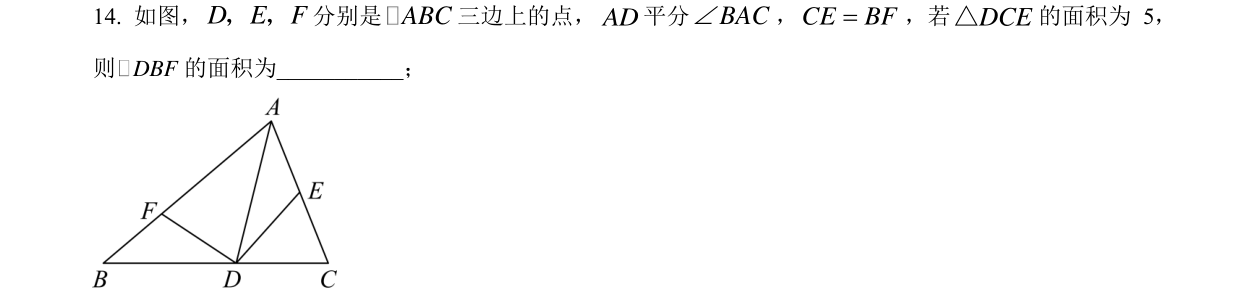 14. 如图，D，E，F 分别是▯ABC 三边上的点，AD 平分∠BAC，CE = BF，若△DCE 的面积为 5，
则▯DBF 的面积为___________；
A
E
F
B
D
C